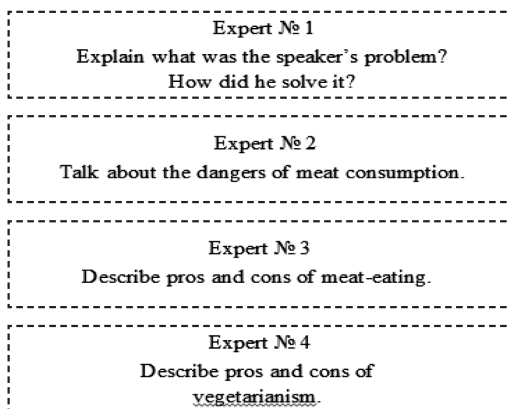 Expert № 1
Explain what was the speaker's problem?
How did he solve it?
Expert № 2
Talk about the dangers of meat consumption.
Expert № 3
Describe pros and cons of meat-eating.
Expert № 4
Describe pros and cons of
vegetarianism.